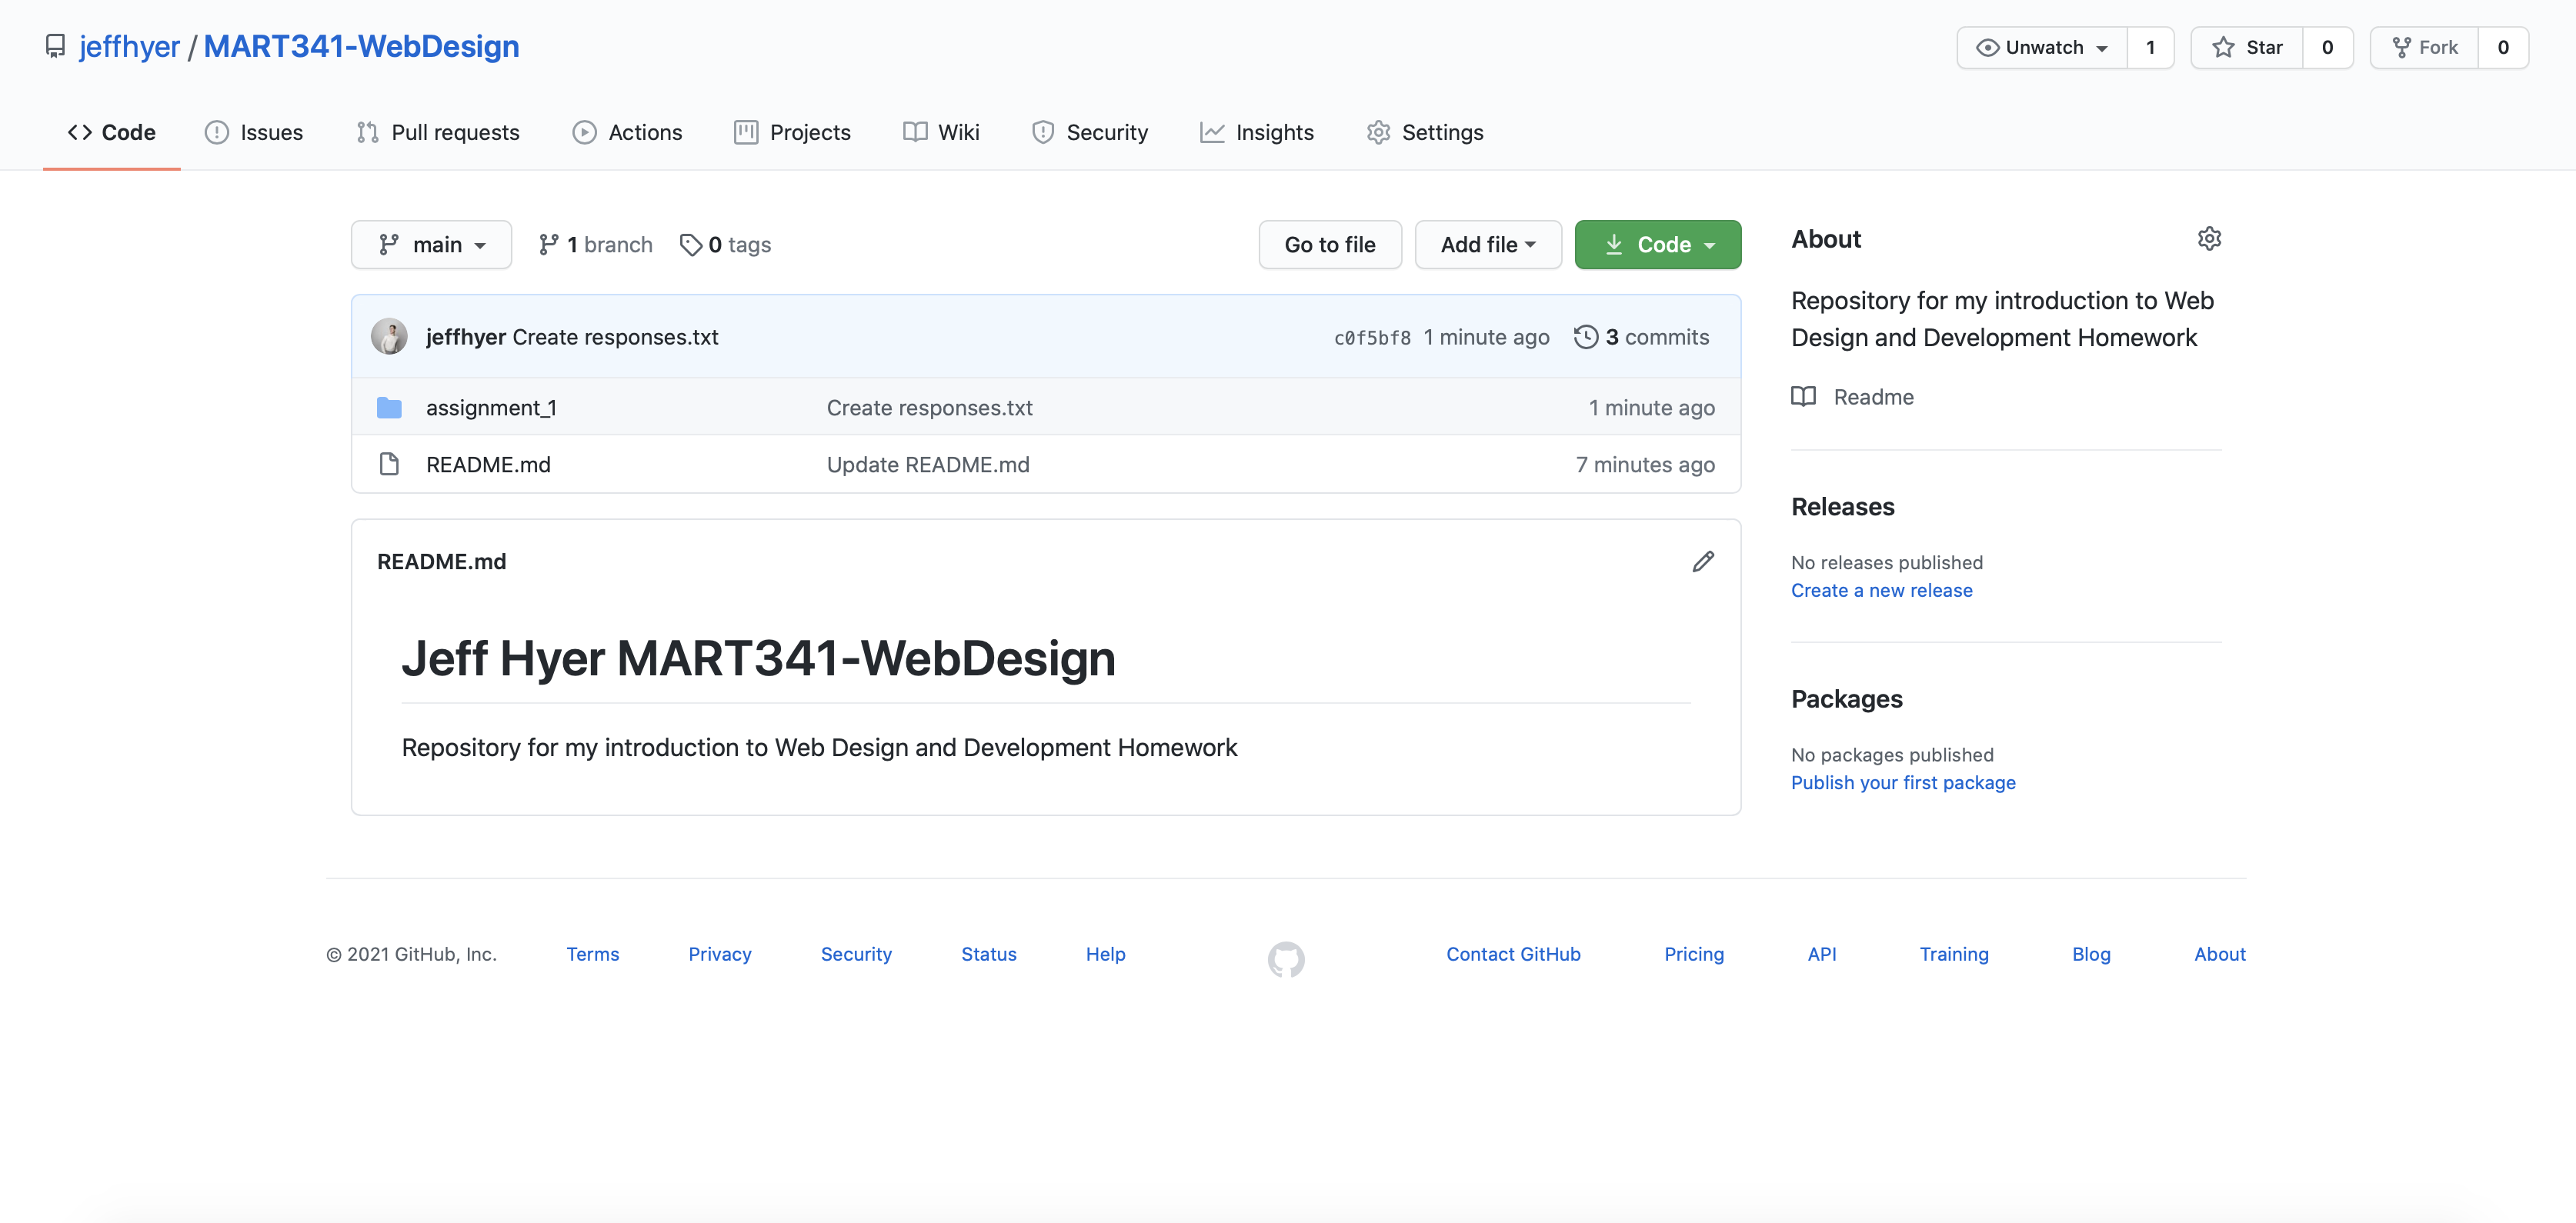 jeffhyer / MART341-WebDesign
Unwatch 1 Star 0 Fork 0
Code Issues Pull requests Actions Projects Wiki Security Insights Settings
main 1 branch 0 tags Go to file Add file Code
jeffhyer Create responses.txt c0f5bf8 1 minute ago 3 commits
assignment_1 Create responses.txt 1 minute ago
README.md Update README.md 7 minutes ago
README.md
Jeff Hyer MART341-WebDesign
Repository for my introduction to Web Design and Development Homework
About
Repository for my introduction to Web
Design and Development Homework
Readme
Releases
No releases published
Create a new release
Packages
No packages published
Publish your first package
© 2021 GitHub, Inc. Terms Privacy Security Status Help Contact GitHub Pricing API Training Blog About